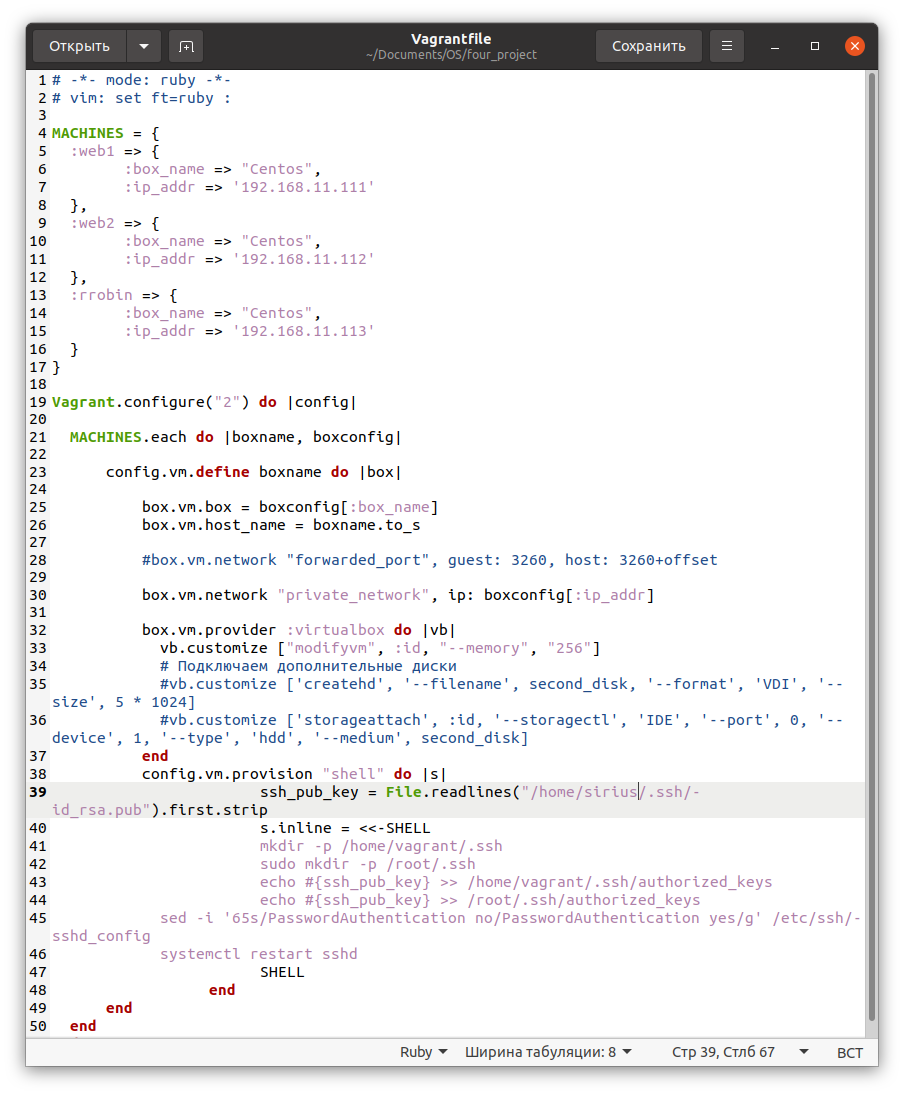 Открыть
Vagrantfile
~/Documents/OS/four_project
Сохранить
1 # -*- mode: ruby -*-
2 # vim: set ft=ruby :
3
4 MACHINES = {
5   :web1 => {
6         :box_name => "Centos",
7         :ip_addr => '192.168.11.111'
8   },
9   :web2 => {
10         :box_name => "Centos",
11         :ip_addr => '192.168.11.112'
12   },
13   :rrobin => {
14         :box_name => "Centos",
15         :ip_addr => '192.168.11.113'
16   }
17 }
18
19 Vagrant.configure("2") do |config|
20
21   MACHINES.each do |boxname, boxconfig|
22
23       config.vm.define boxname do |box|
24
25           box.vm.box = boxconfig[:box_name]
26           box.vm.host_name = boxname.to_s
27
28           #box.vm.network "forwarded_port", guest: 3260, host: 3260+offset
29
30           box.vm.network "private_network", ip: boxconfig[:ip_addr]
31
32           box.vm.provider :virtualbox do |vb|
33             vb.customize ["modifyvm", :id, "--memory", "256"]
34             # Подключаем дополнительные диски
35             #vb.customize ['createhd', '--filename', second_disk, '--format', 'VDI', '--
size', 5 * 1024]
36             #vb.customize ['storageattach', :id, '--storagectl', 'IDE', '--port', 0, '--
device', 1, '--type', 'hdd', '--medium', second_disk]
37           end
38           config.vm.provision "shell" do |s|
39                        ssh_pub_key = File.readlines("/home/sirius/.ssh/-
id_rsa.pub").first.strip
40                        s.inline = <<-SHELL
41                        mkdir -p /home/vagrant/.ssh
42                        sudo mkdir -p /root/.ssh
43                        echo #{ssh_pub_key} >> /home/vagrant/.ssh/authorized_keys
44                        echo #{ssh_pub_key} >> /root/.ssh/authorized_keys
45             sed -i '65s/PasswordAuthentication no/PasswordAuthentication yes/g' /etc/ssh/-
sshd_config
46             systemctl restart sshd
47                        SHELL
48                  end
49       end
50   end
Ruby Ширина табуляции: 8 Стр 39, Стлб 67 ВСТ